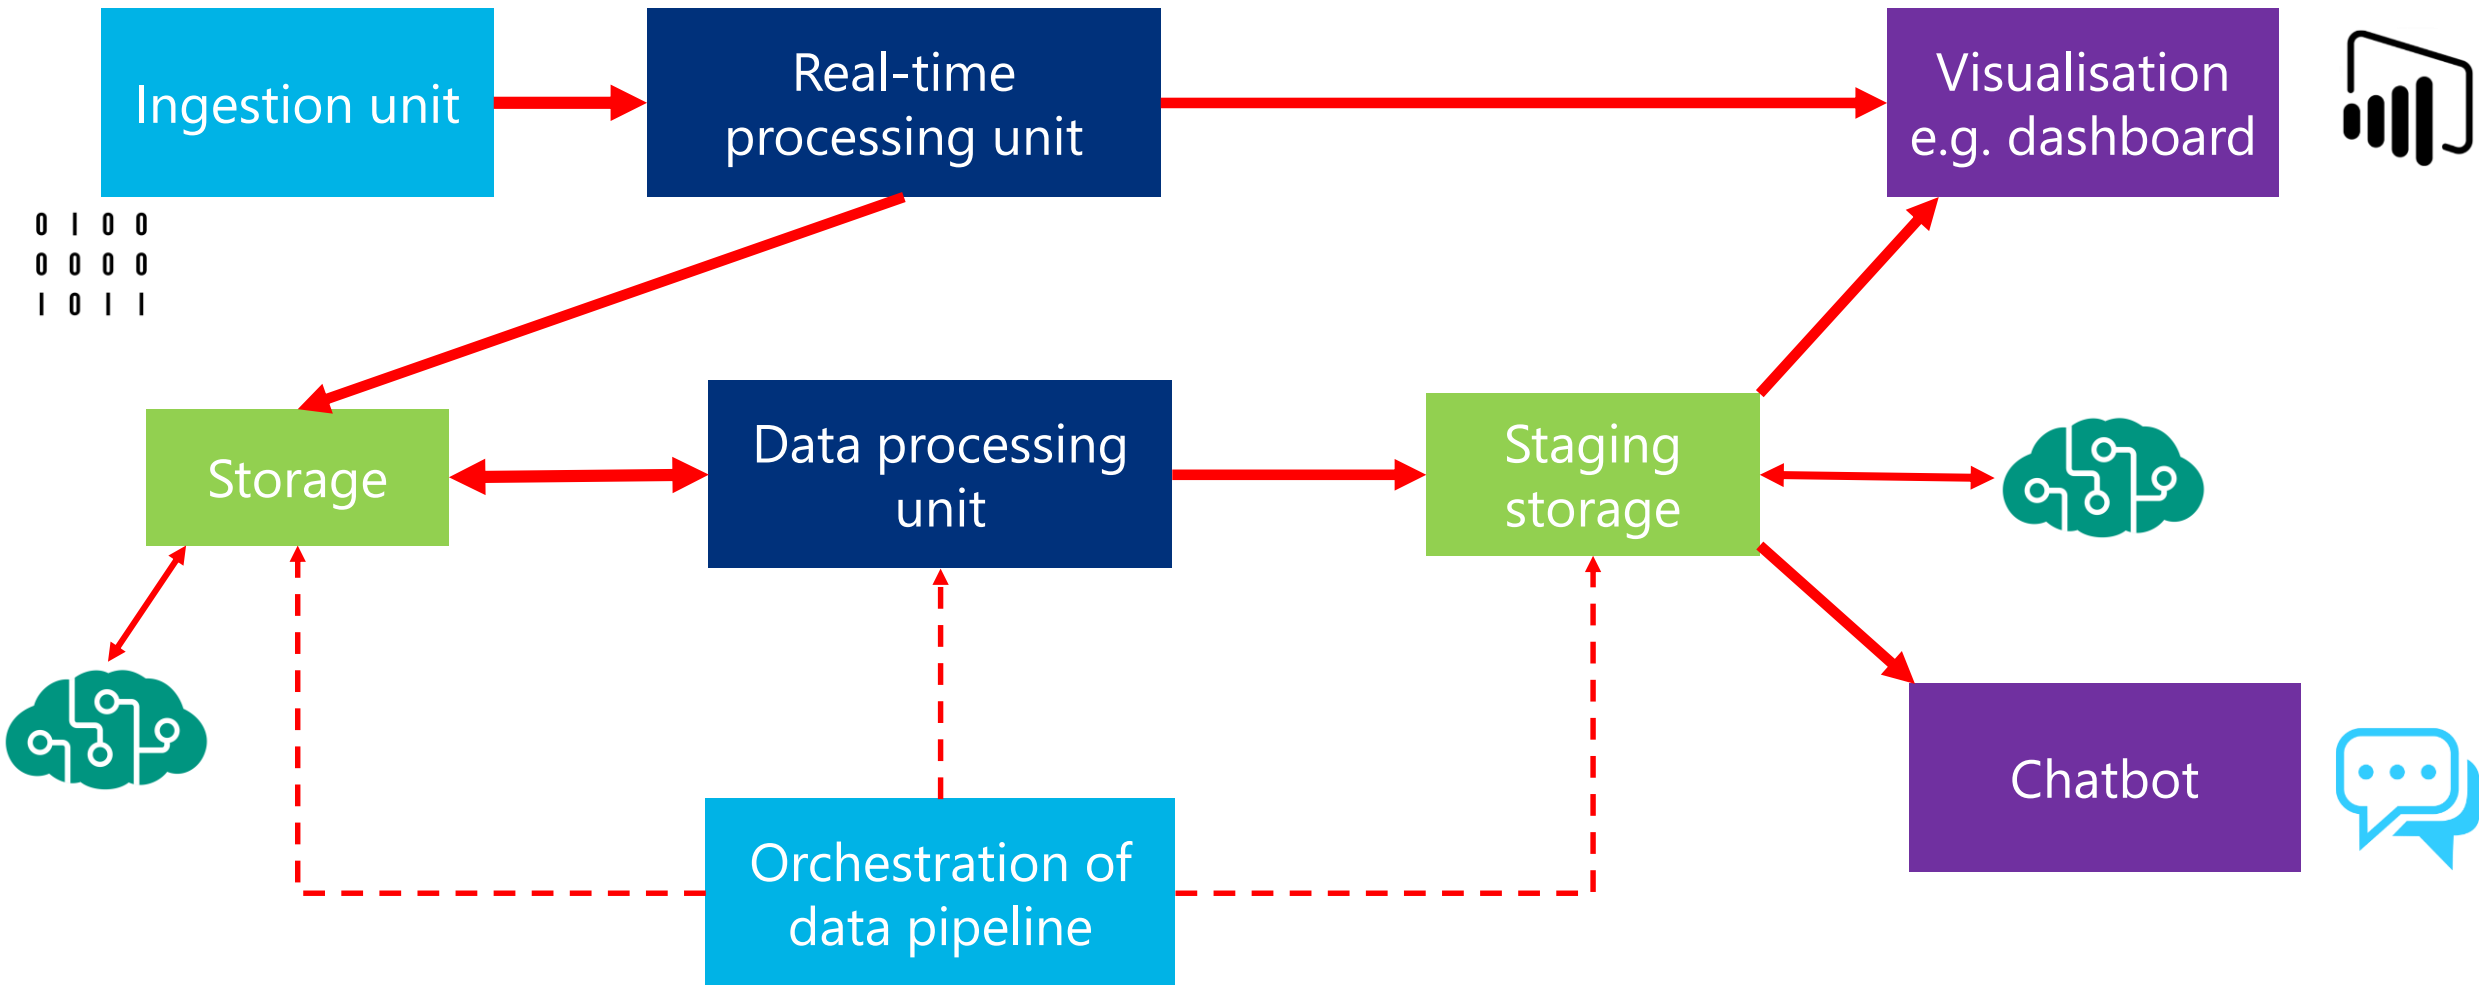 Ingestion unit
Real-time
processing unit
Visualisation
e.g. dashboard
0 1 0 0
0 0 0 0
1 0 1 1
Storage
Data processing
unit
Staging
storage
Chatbot
Orchestration of
data pipeline